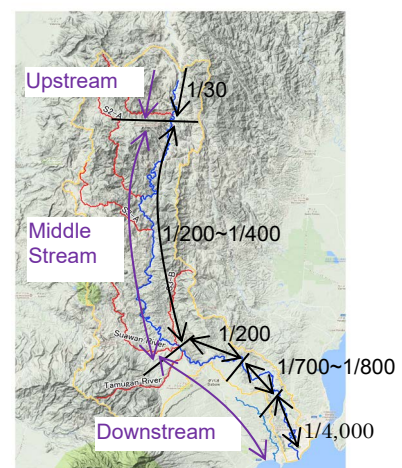 Upstream
1/30
S2-A
Middle
Stream
1/200~1/400
1/200
Suawan River
1/700~1/800
Tamugan River
Downstream
1/4,000